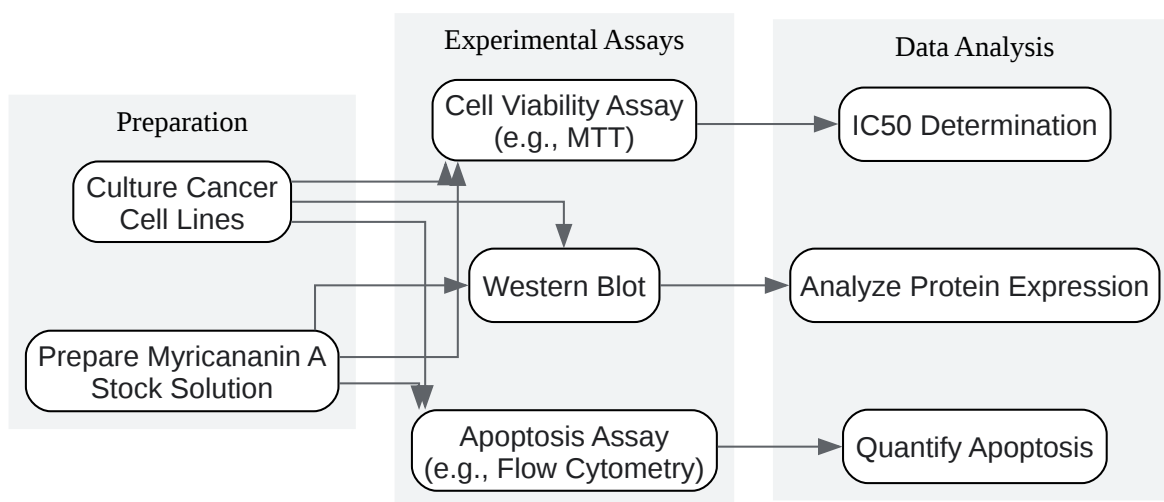 Preparation
Culture Cancer
Cell Lines
Prepare Myricananin A
Stock Solution
Experimental Assays
Cell Viability Assay
(e.g., MTT)
Western Blot
Apoptosis Assay
(e.g., Flow Cytometry)
Data Analysis
IC50 Determination
Analyze Protein Expression
Quantify Apoptosis